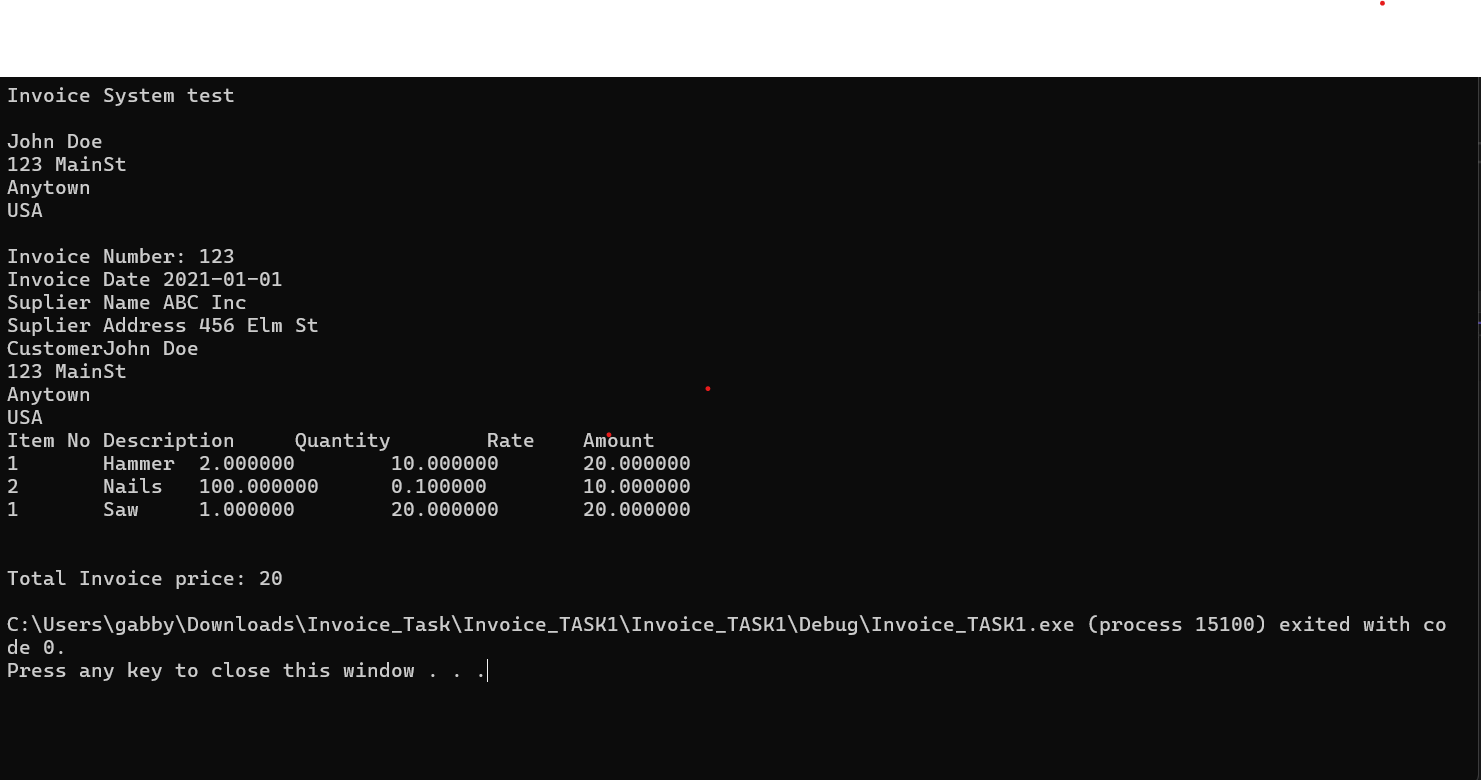 Invoice System test
John Doe
123 MainSt
Anytown
USA
Invoice Number: 123
Invoice Date 2021-01-01
Suplier Name ABC Inc
Suplier Address 456 Elm St
CustomerJohn Doe
123 MainSt
Anytown
USA
Item No Description     Quantity        Rate    Amount
1       Hammer  2.000000        10.000000       20.000000
2       Nails   100.000000      0.100000        10.000000
1       Saw     1.000000        20.000000       20.000000
Total Invoice price: 20
C:\Users\gabby\Downloads\Invoice_Task\Invoice_TASK1\Invoice_TASK1\Debug\Invoice_TASK1.exe (process 15100) exited with co
de 0.
Press any key to close this window . . .